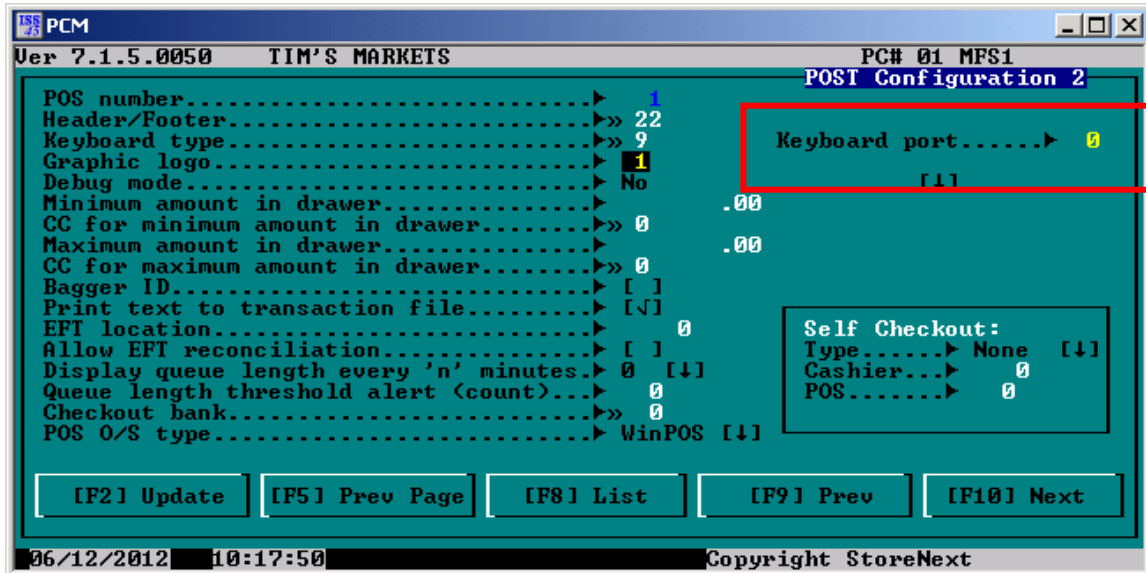 ISS 45 PCM
Ver 7.1.5.0050 TIM'S MARKETS PC# 01 MFS1
POST Configuration 2
POS number..............................► 1
Header/Footer...........................►» 22
Keyboard type...........................►» 9
Keyboard port......► 0
Graphic logo............................► 1
Debug mode..............................► No
[↓]
Minimum amount in drawer................► .00
CC for minimum amount in drawer.........►» 0
Maximum amount in drawer................► .00
CC for maximum amount in drawer.........►» 0
Bagger ID...............................► [ ]
Print text to transaction file..........► [√]
EFT location............................► 0
Self Checkout:
Allow EFT reconciliation................► [ ]
Type......► None [↓]
Display queue length every 'n' minutes.► 0 [↓]
Cashier...► 0
Queue length threshold alert (count)...► 0
POS.......► 0
Checkout bank...........................►» 0
POS O/S type............................► WinPOS [↓]
[F2] Update [F5] Prev Page [F8] List [F9] Prev [F10] Next
06/12/2012 10:17:50 Copyright StoreNext